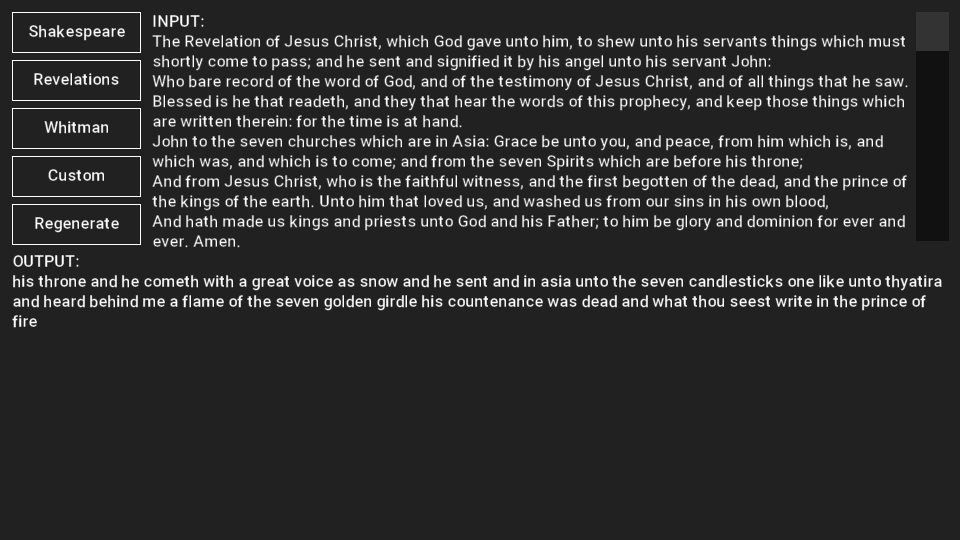 Shakespeare
Revelations
Whitman
Custom
Regenerate
INPUT:
The Revelation of Jesus Christ, which God gave unto him, to shew unto his servants things which must
shortly come to pass; and he sent and signified it by his angel unto his servant John:
Who bare record of the word of God, and of the testimony of Jesus Christ, and of all things that he saw.
Blessed is he that readeth, and they that hear the words of this prophecy, and keep those things which
are written therein: for the time is at hand.
John to the seven churches which are in Asia: Grace be unto you, and peace, from him which is, and
which was, and which is to come; and from the seven Spirits which are before his throne;
And from Jesus Christ, who is the faithful witness, and the first begotten of the dead, and the prince of
the kings of the earth. Unto him that loved us, and washed us from our sins in his own blood,
And hath made us kings and priests unto God and his Father; to him be glory and dominion for ever and
ever. Amen.
OUTPUT:
his throne and he cometh with a great voice as snow and he sent and in asia unto the seven candlesticks one like unto thyatira
and heard behind me a flame of the seven golden girdle his countenance was dead and what thou seest write in the prince of
fire